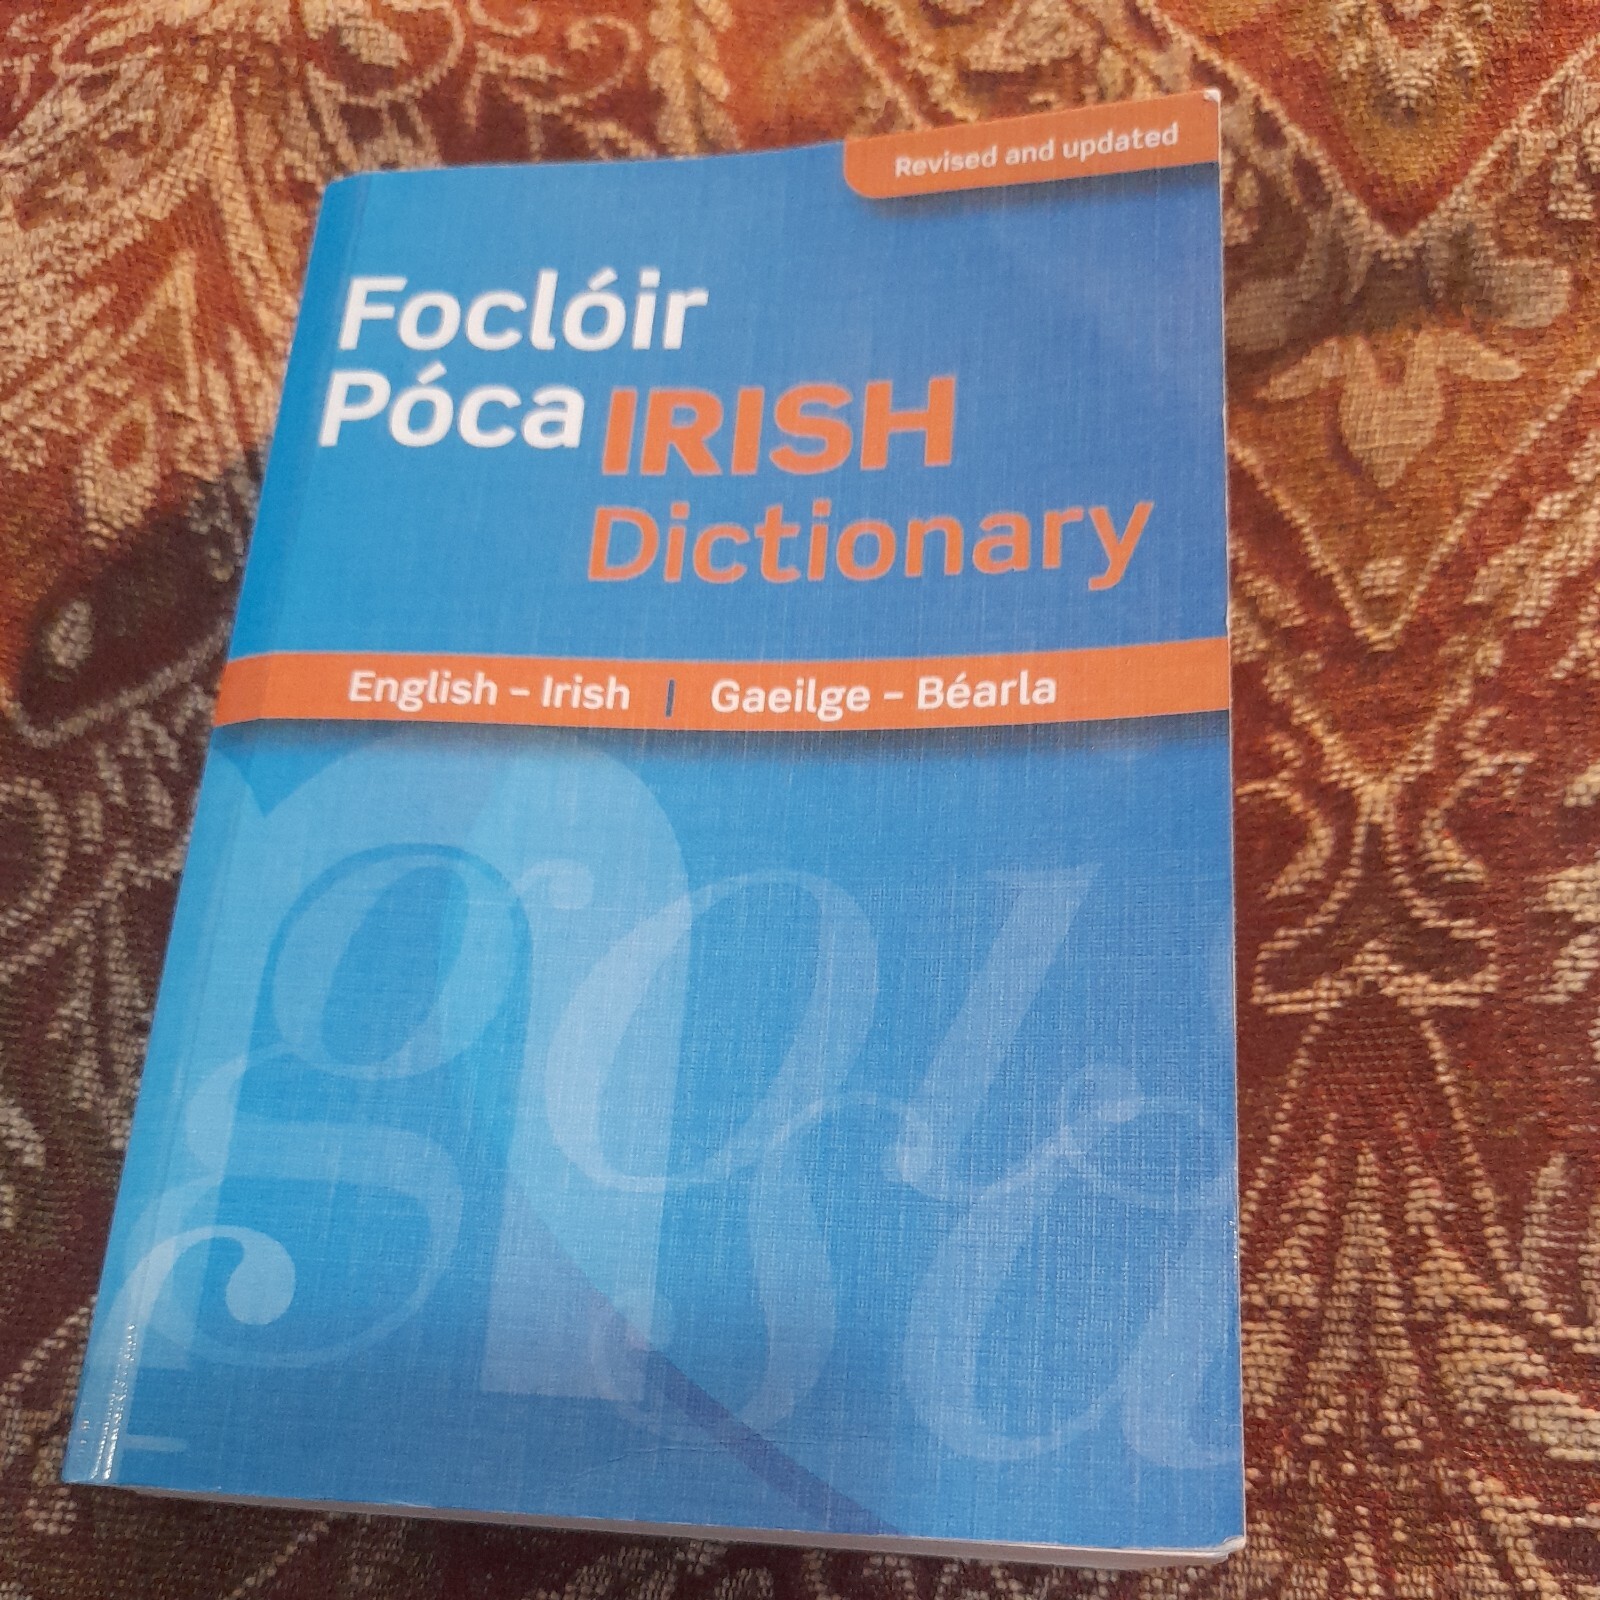 Revised and updated
Foclóir
Póca IRISH
Dictionary
English – Irish | Gaeilge – Béarla